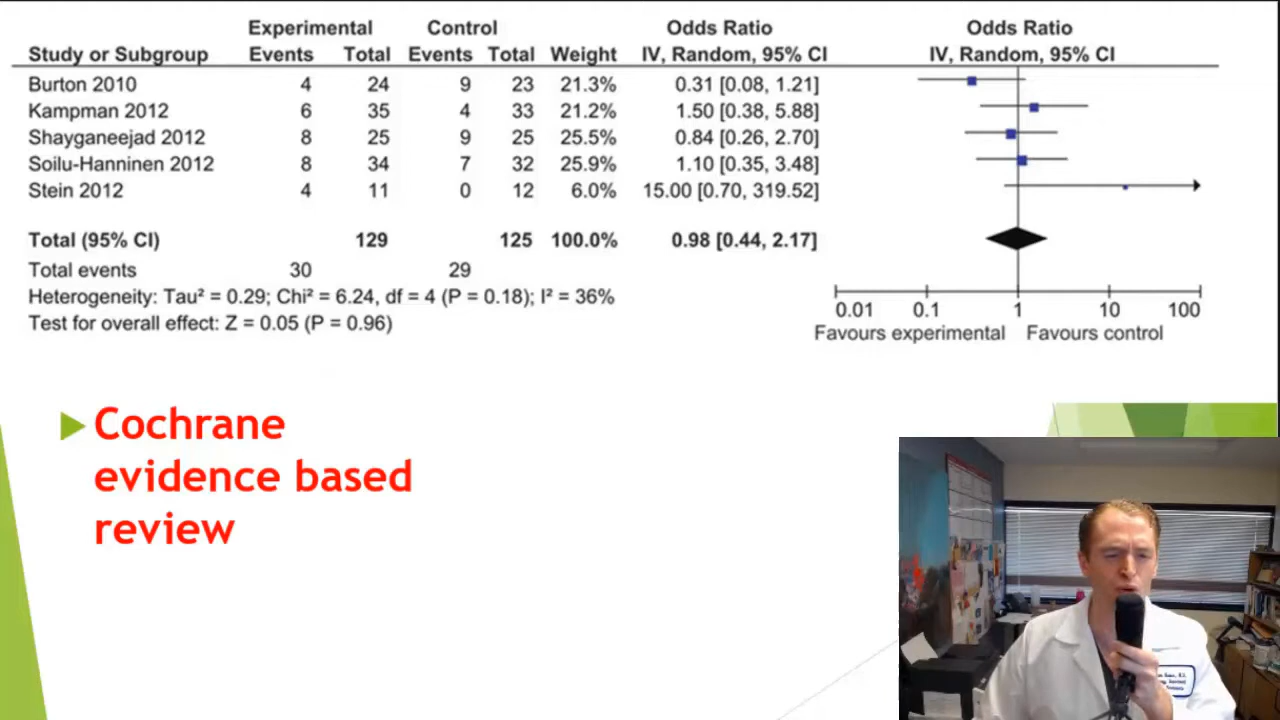 Experimental Control Odds Ratio Odds Ratio
Study or Subgroup Events Total Events Total Weight IV, Random, 95% CI IV, Random, 95% CI
Burton 2010 4 24 9 23 21.3% 0.31 [0.08, 1.21]
Kampman 2012 6 35 4 33 21.2% 1.50 [0.38, 5.88]
Shayganeejad 2012 8 25 9 25 25.5% 0.84 [0.26, 2.70]
Soilu-Hanninen 2012 8 34 7 32 25.9% 1.10 [0.35, 3.48]
Stein 2012 4 11 0 12 6.0% 15.00 [0.70, 319.52]
Total (95% CI) 129 125 100.0% 0.98 [0.44, 2.17]
Total events 30 29
Heterogeneity: Tau² = 0.29; Chi² = 6.24, df = 4 (P = 0.18); I² = 36%
Test for overall effect: Z = 0.05 (P = 0.96)
0.01 0.1 1 10 100
Favours experimental Favours control
Cochrane
evidence based
review